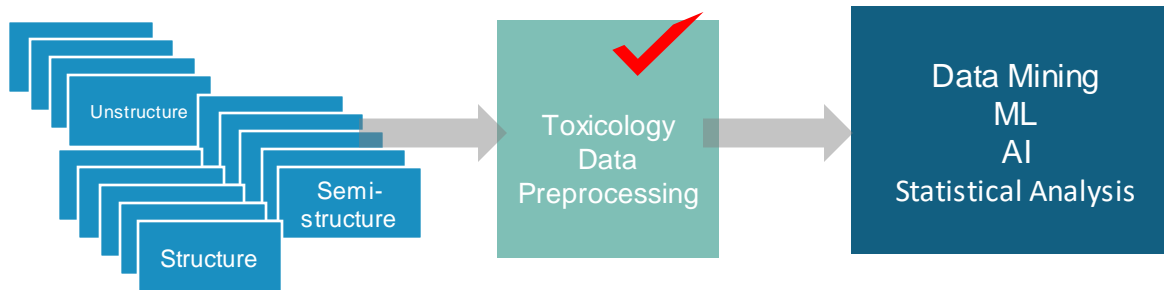 Unstructure
Semi-
structure
Structure
Toxicology
Data
Preprocessing
Data Mining
ML
AI
Statistical Analysis